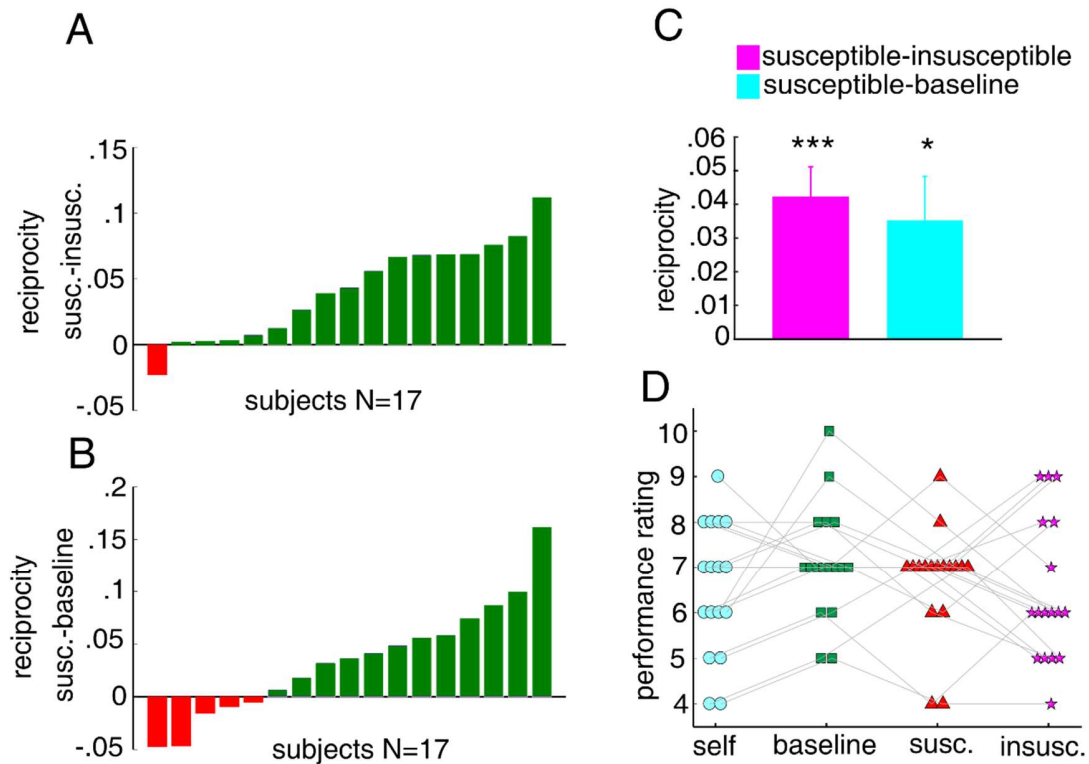 A
reciprocity
susc.-insusc.
.15
.1
0.05
0
-.05
subjects N=17
B
reciprocity
susc.-baseline
.2
.15
.1
0.05
0
-.05
subjects N=17
C
susceptible-insusceptible
susceptible-baseline
reciprocity
.06
.05
.04
.03
.02
.01
0
***
*
D
performance rating
10
9
8
7
6
5
4
self baseline susc. insusc.